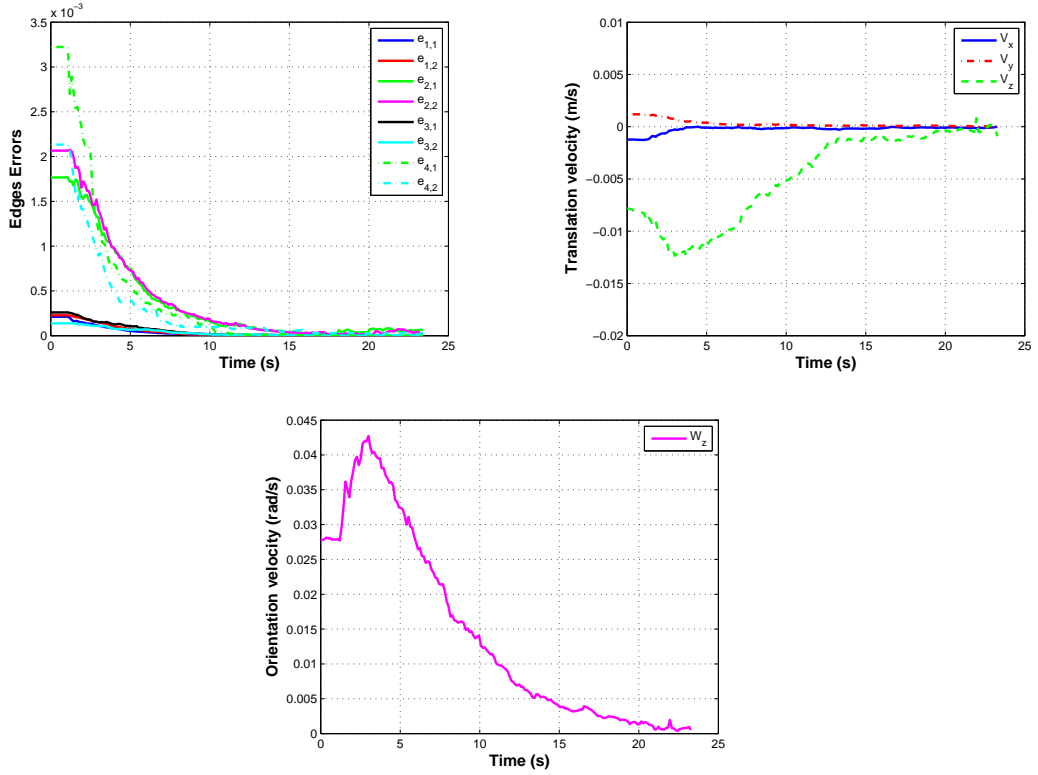 x 10⁻³
3.5
3
2.5
2
1.5
1
0.5
0
0 5 10 15 20 25
Edges Errors
Time (s)
e1,1
e1,2
e2,1
e2,2
e3,1
e3,2
e4,1
e4,2
0.01
0.005
0
−0.005
−0.01
−0.015
−0.02
0 5 10 15 20 25
Translation velocity (m/s)
Time (s)
Vx
Vy
Vz
0.045
0.04
0.035
0.03
0.025
0.02
0.015
0.01
0.005
0
0 5 10 15 20 25
Orientation velocity (rad/s)
Time (s)
Wz